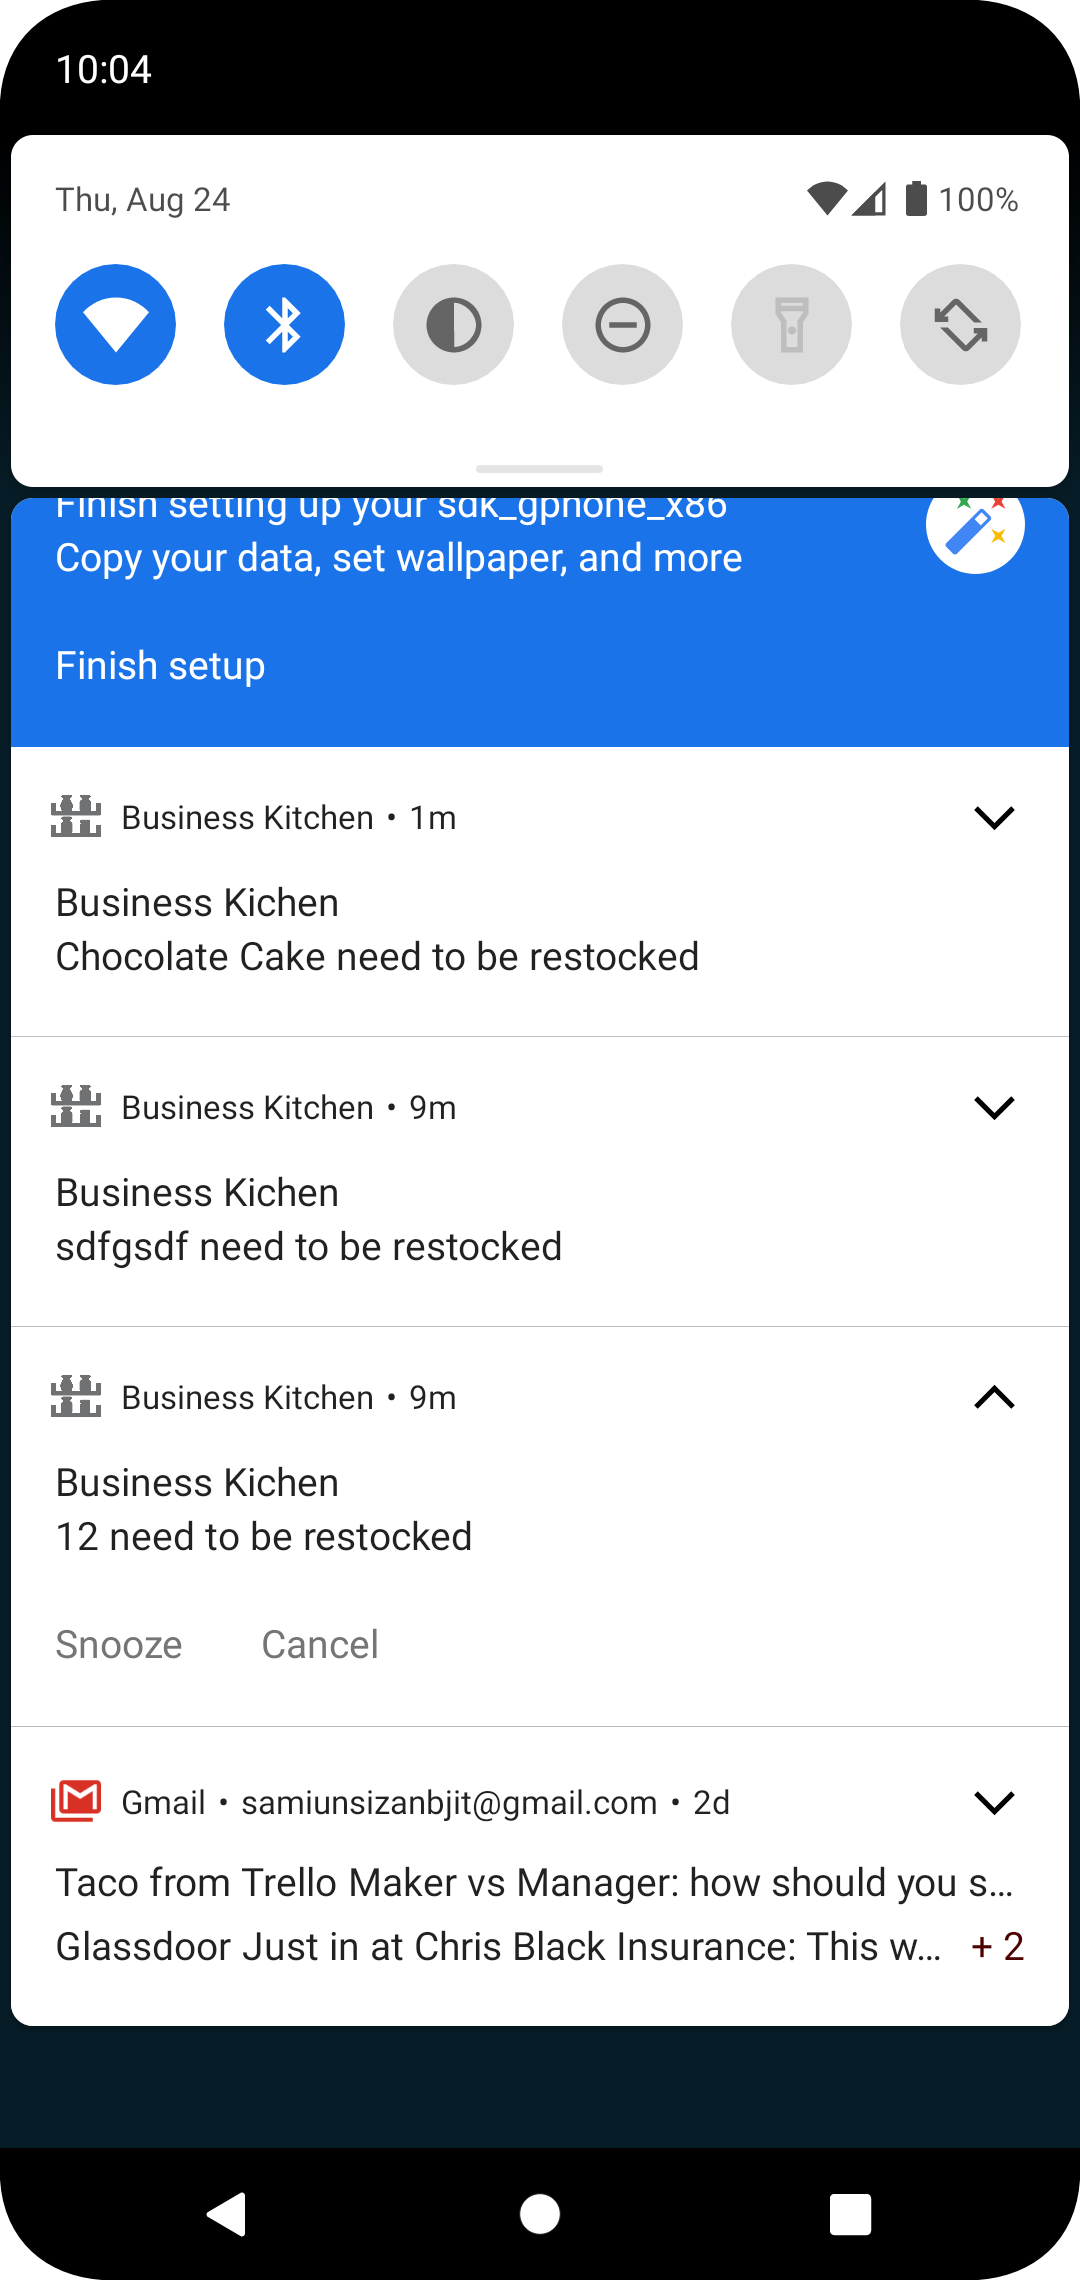 10:04
Thu, Aug 24
100%
Finish setting up your sdk_gphone_x86
Copy your data, set wallpaper, and more
Finish setup
Business Kitchen • 1m
Business Kichen
Chocolate Cake need to be restocked
Business Kitchen • 9m
Business Kichen
sdfgsdf need to be restocked
Business Kitchen • 9m
Business Kichen
12 need to be restocked
Snooze Cancel
Gmail • samiunsizanbjit@gmail.com • 2d
Taco from Trello Maker vs Manager: how should you s...
Glassdoor Just in at Chris Black Insurance: This w... + 2